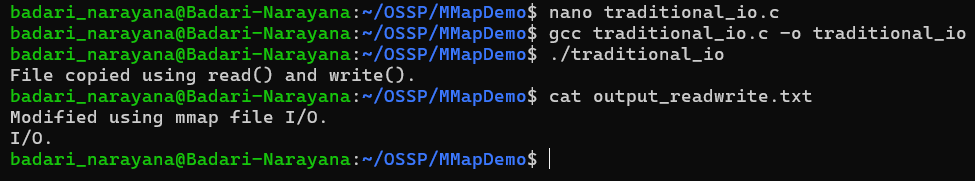 badari_narayana@Badari-Narayana:~/OSSP/MMapDemo$ nano traditional_io.c
badari_narayana@Badari-Narayana:~/OSSP/MMapDemo$ gcc traditional_io.c -o traditional_io
badari_narayana@Badari-Narayana:~/OSSP/MMapDemo$ ./traditional_io
File copied using read() and write().
badari_narayana@Badari-Narayana:~/OSSP/MMapDemo$ cat output_readwrite.txt
Modified using mmap file I/O.
I/O.
badari_narayana@Badari-Narayana:~/OSSP/MMapDemo$